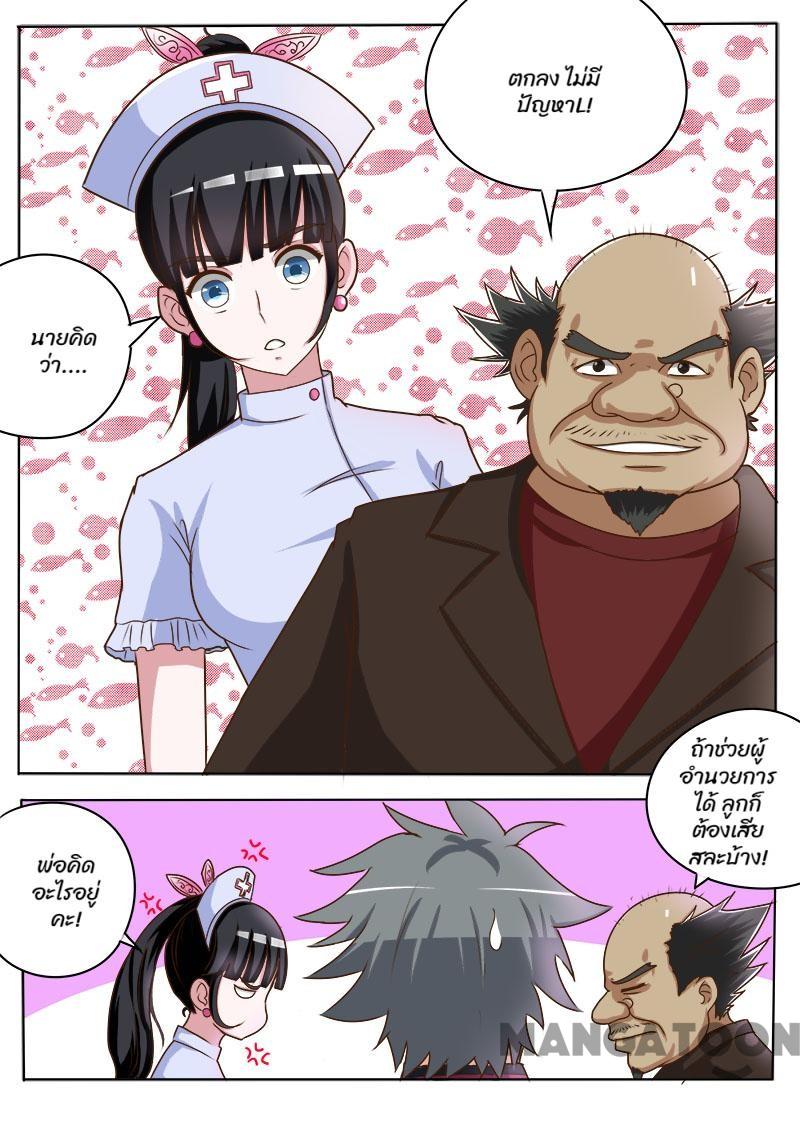 ตกลง ไม่มี
ปัญหาL!
นายคิด
ว่า....
ถ้าช่วยผู้
อำนวยการ
ได้ ลูกก็
ต้องเสีย
สละบ้าง!
พ่อคิด
อะไรอยู่
คะ!
MANGATOON